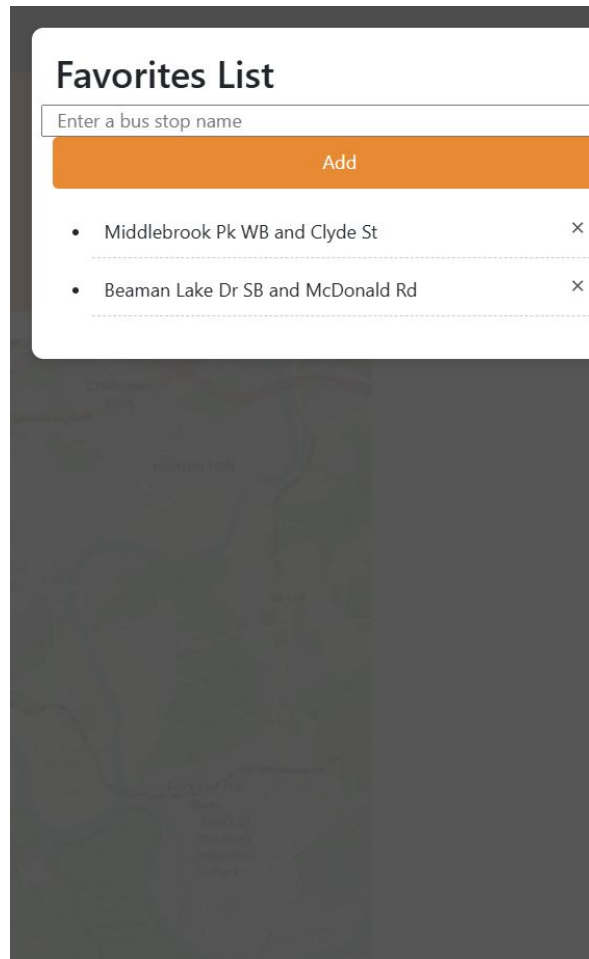 Favorites List
Enter a bus stop name
Add
• Middlebrook Pk WB and Clyde St ×
• Beaman Lake Dr SB and McDonald Rd ×